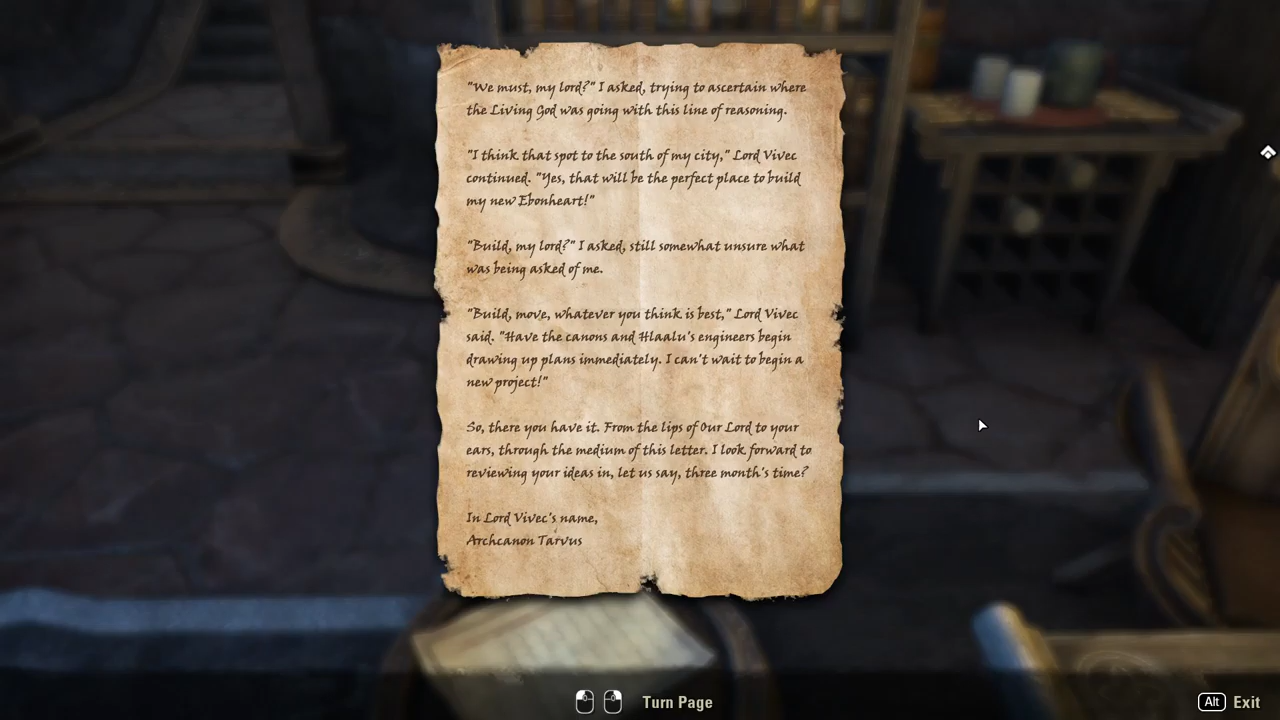 "We must, my lord?" I asked, trying to ascertain where
the Living God was going with this line of reasoning.
"I think that spot to the south of my city," Lord Vivec
continued. "Yes, that will be the perfect place to build
my new Ebonheart!"
"Build, my lord?" I asked, still somewhat unsure what
was being asked of me.
"Build, move, whatever you think is best," Lord Vivec
said. "Have the canons and Hlaalu's engineers begin
drawing up plans immediately. I can't wait to begin a
new project!"
So, there you have it. From the lips of Our Lord to your
ears, through the medium of this letter. I look forward to
reviewing your ideas in, let us say, three month's time?
In Lord Vivec's name,
Archcanon Tarvus
Turn Page
Alt Exit